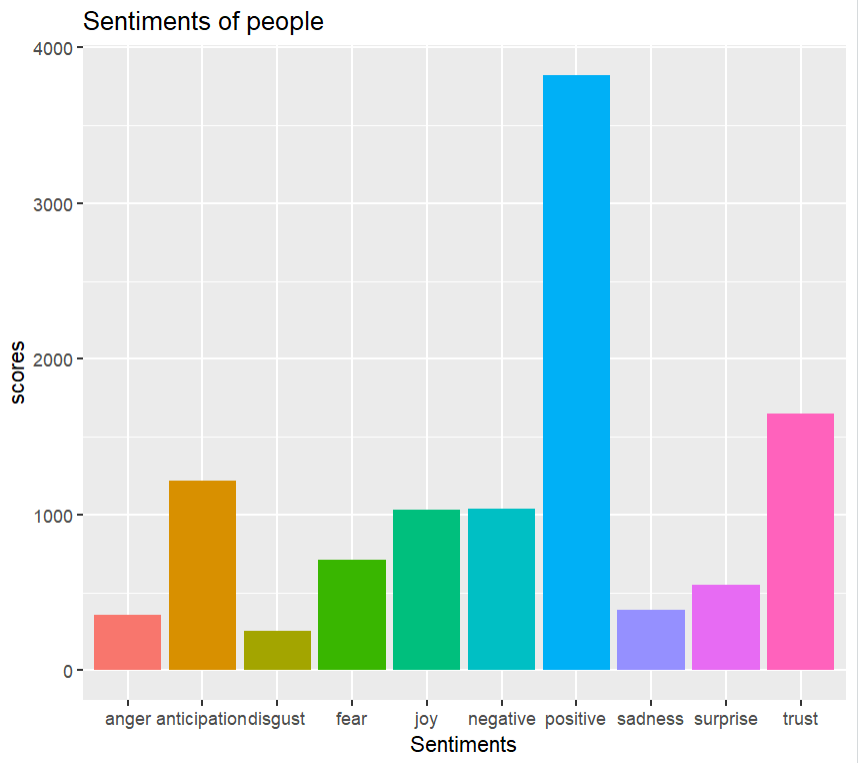 Sentiments of people
4000
3000
2000
1000
0
scores
anger anticipation disgust fear joy negative positive sadness surprise trust
Sentiments